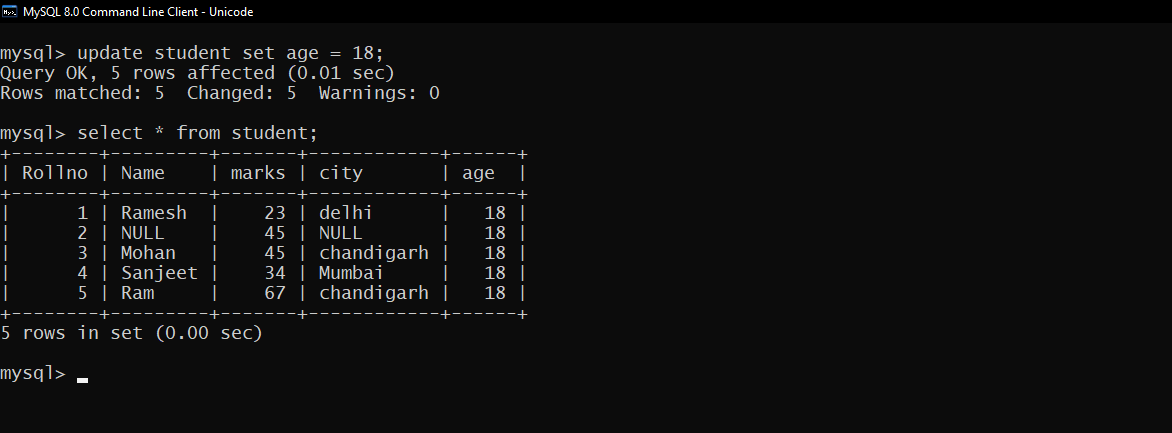 MySQL 8.0 Command Line Client - Unicode
mysql> update student set age = 18;
Query OK, 5 rows affected (0.01 sec)
Rows matched: 5  Changed: 5  Warnings: 0
mysql> select * from student;
+--------+---------+-------+------------+------+
| Rollno | Name    | marks | city       | age  |
+--------+---------+-------+------------+------+
|      1 | Ramesh  |    23 | delhi      |   18 |
|      2 | NULL    |    45 | NULL       |   18 |
|      3 | Mohan   |    45 | chandigarh |   18 |
|      4 | Sanjeet |    34 | Mumbai     |   18 |
|      5 | Ram     |    67 | chandigarh |   18 |
+--------+---------+-------+------------+------+
5 rows in set (0.00 sec)
mysql>